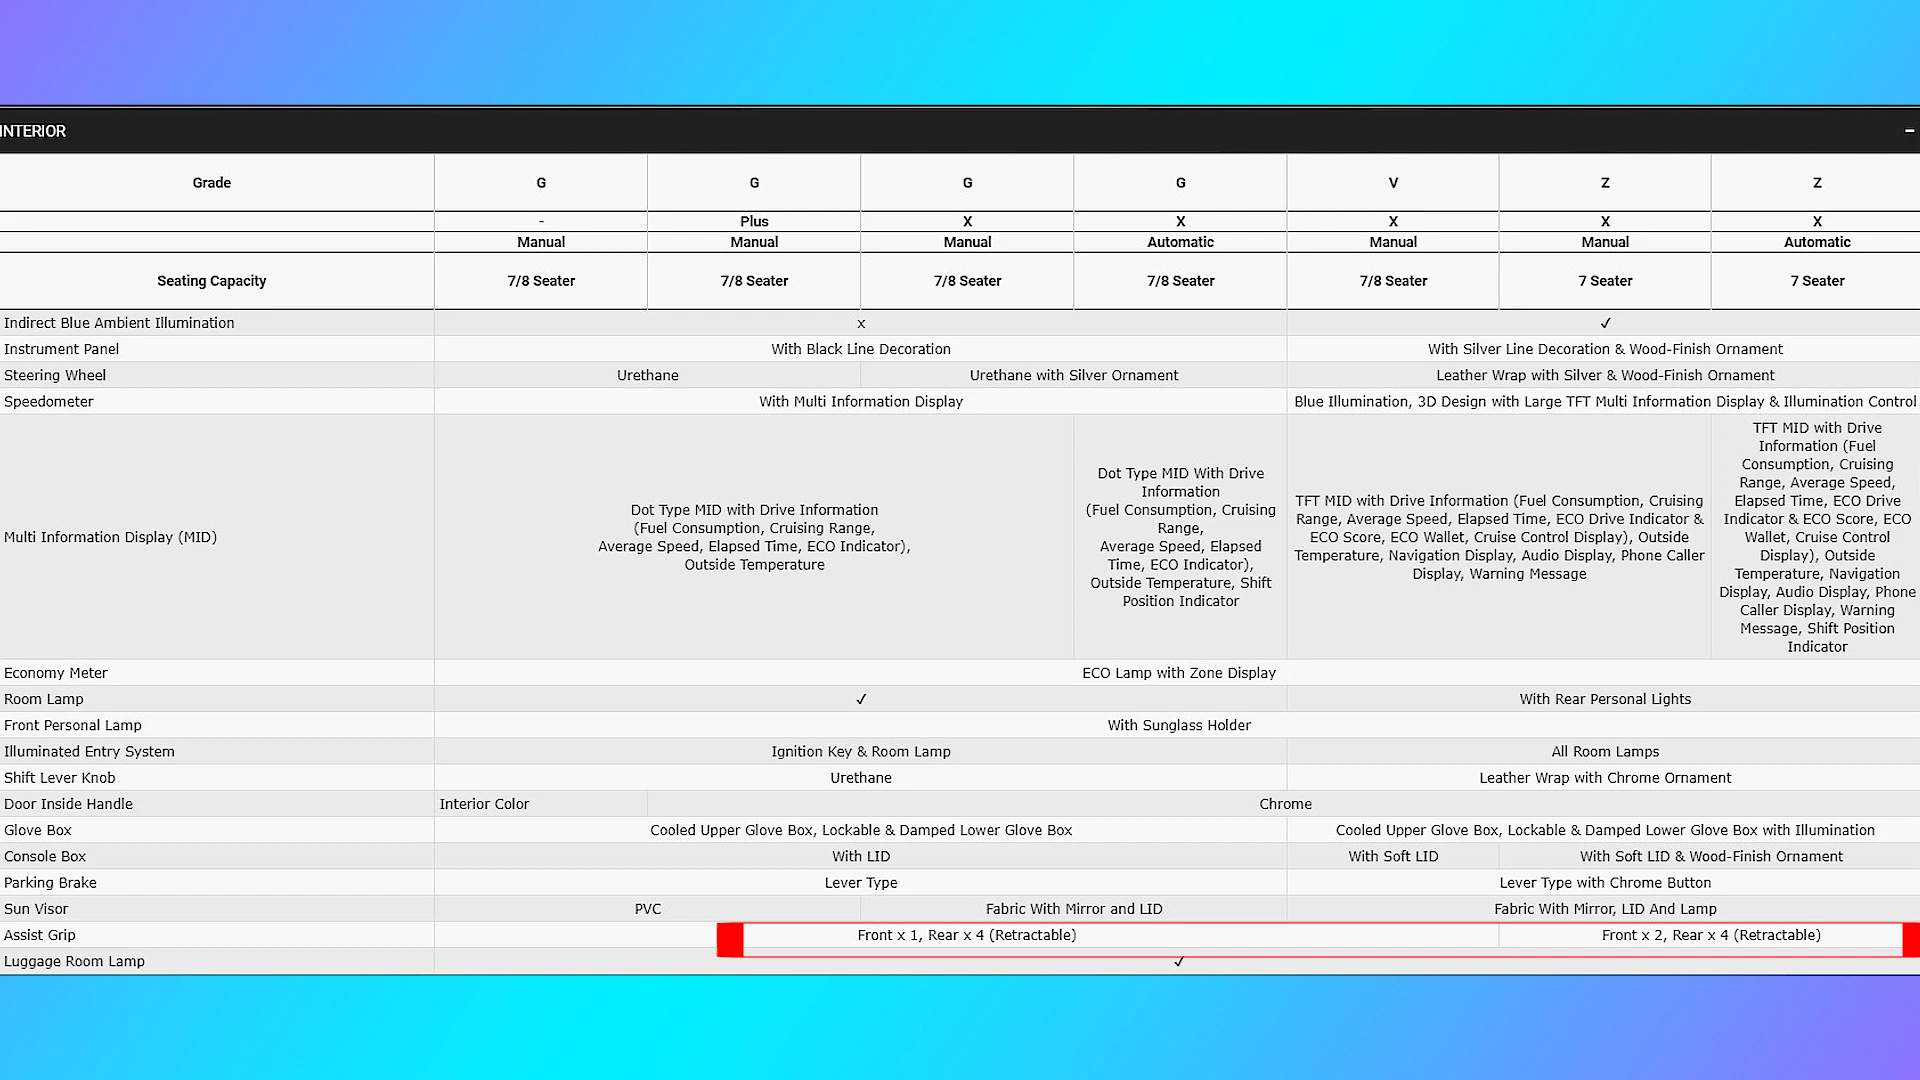 INTERIOR
Grade G G G G V Z Z
- Plus X X X X X
Manual Manual Manual Automatic Manual Manual Automatic
Seating Capacity 7/8 Seater 7/8 Seater 7/8 Seater 7/8 Seater 7/8 Seater 7 Seater 7 Seater
Indirect Blue Ambient Illumination x ✓
Instrument Panel With Black Line Decoration With Silver Line Decoration & Wood-Finish Ornament
Steering Wheel Urethane Urethane with Silver Ornament Leather Wrap with Silver & Wood-Finish Ornament
Speedometer With Multi Information Display Blue Illumination, 3D Design with Large TFT Multi Information Display & Illumination Control
Multi Information Display (MID)
Dot Type MID with Drive Information
(Fuel Consumption, Cruising Range,
Average Speed, Elapsed Time, ECO Indicator),
Outside Temperature
Dot Type MID With Drive
Information
(Fuel Consumption, Cruising
Range,
Average Speed, Elapsed
Time, ECO Indicator),
Outside Temperature, Shift
Position Indicator
TFT MID with Drive Information (Fuel Consumption, Cruising
Range, Average Speed, Elapsed Time, ECO Drive Indicator &
ECO Score, ECO Wallet, Cruise Control Display), Outside
Temperature, Navigation Display, Audio Display, Phone Caller
Display, Warning Message
TFT MID with Drive
Information (Fuel
Consumption, Cruising
Range, Average Speed,
Elapsed Time, ECO Drive
Indicator & ECO Score, ECO
Wallet, Cruise Control
Display), Outside
Temperature, Navigation
Display, Audio Display, Phone
Caller Display, Warning
Message, Shift Position
Indicator
Economy Meter ECO Lamp with Zone Display
Room Lamp ✓ With Rear Personal Lights
Front Personal Lamp With Sunglass Holder
Illuminated Entry System Ignition Key & Room Lamp All Room Lamps
Shift Lever Knob Urethane Leather Wrap with Chrome Ornament
Door Inside Handle Interior Color Chrome
Glove Box Cooled Upper Glove Box, Lockable & Damped Lower Glove Box Cooled Upper Glove Box, Lockable & Damped Lower Glove Box with Illumination
Console Box With LID With Soft LID With Soft LID & Wood-Finish Ornament
Parking Brake Lever Type Lever Type with Chrome Button
Sun Visor PVC Fabric With Mirror and LID Fabric With Mirror, LID And Lamp
Assist Grip Front x 1, Rear x 4 (Retractable) Front x 2, Rear x 4 (Retractable)
Luggage Room Lamp ✓